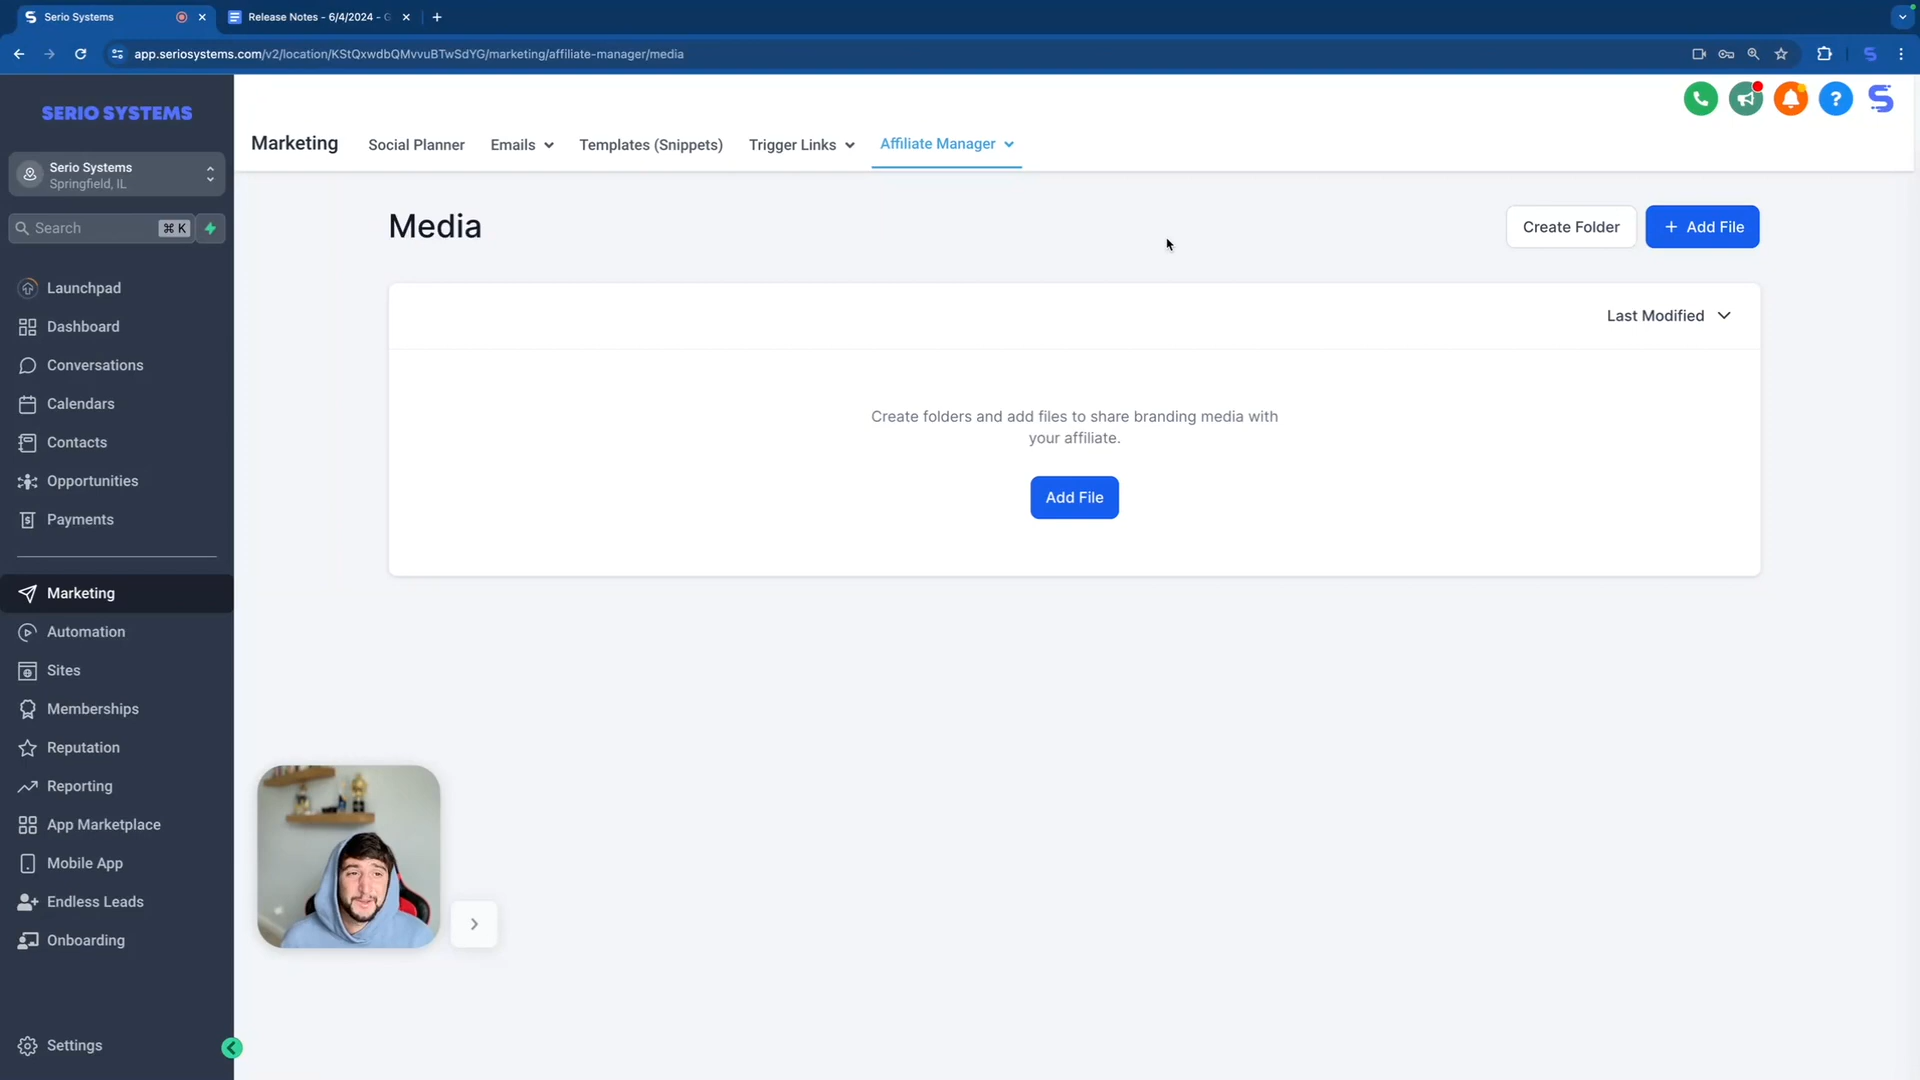 Serio Systems
Release Notes - 6/4/2024 - G
app.seriosystems.com/v2/location/KStQxwdbQMvvuBTwSdYG/marketing/affiliate-manager/media
SERIO SYSTEMS
Serio Systems
Springfield, IL
Search ⌘ K
Launchpad
Dashboard
Conversations
Calendars
Contacts
Opportunities
Payments
Marketing
Automation
Sites
Memberships
Reputation
Reporting
App Marketplace
Mobile App
Endless Leads
Onboarding
Settings
Marketing Social Planner Emails Templates (Snippets) Trigger Links Affiliate Manager
Media
Create Folder
+ Add File
Last Modified
Create folders and add files to share branding media with
your affiliate.
Add File